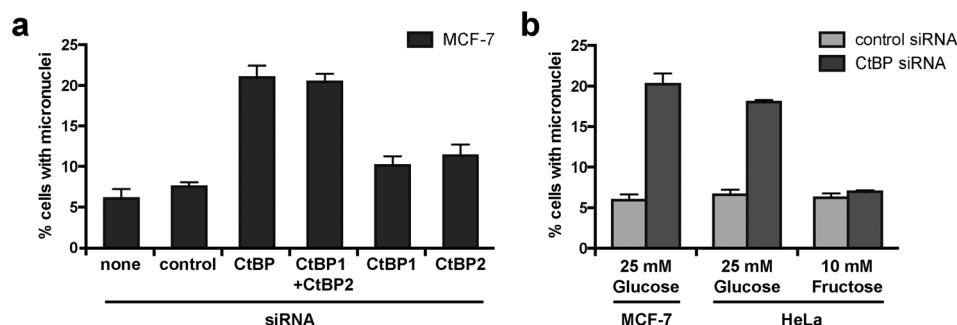 a
MCF-7
% cells with micronuclei
25
20
15
10
5
0
none control CtBP CtBP1 CtBP1 CtBP2
+CtBP2
siRNA
b
control siRNA
CtBP siRNA
% cells with micronuclei
25
20
15
10
5
0
25 mM 25 mM 10 mM
Glucose Glucose Fructose
MCF-7 HeLa